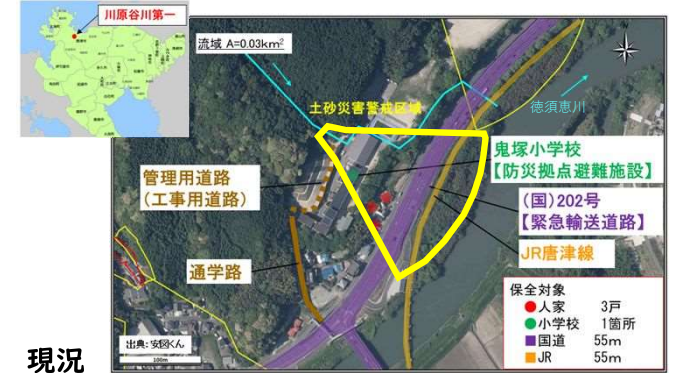 川原谷川第一
流域 A=0.03km²
土砂災害警戒区域
徳須恵川
鬼塚小学校
【防災拠点避難施設】
管理用道路
（工事用道路）
(国)202号
【緊急輸送道路】
JR唐津線
通学路
保全対象
人家 3戸
小学校 1箇所
国道 55m
JR 55m
出典：安図くん
100m
現況